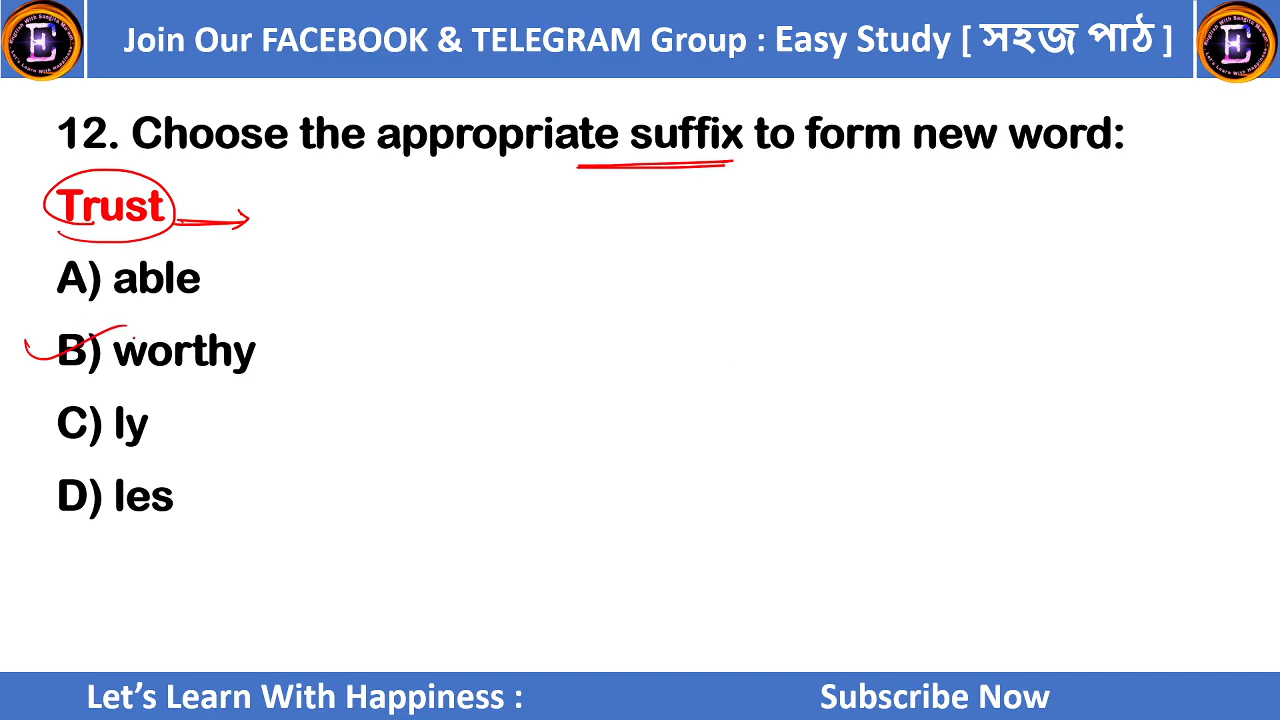 Join Our FACEBOOK & TELEGRAM Group : Easy Study [ সহজ পাঠ ]
12. Choose the appropriate suffix to form new word:
Trust
A) able
B) worthy
C) ly
D) les
Let's Learn With Happiness :
Subscribe Now